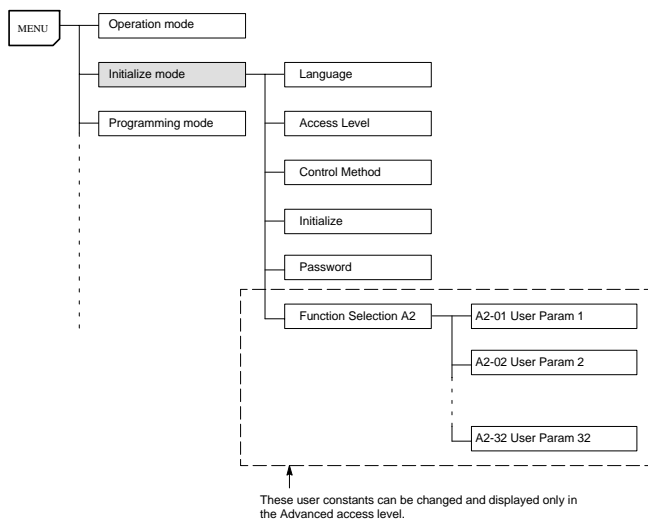 MENU
Operation mode
Initialize mode
Programming mode
Language
Access Level
Control Method
Initialize
Password
Function Selection A2
A2-01 User Param 1
A2-02 User Param 2
A2-32 User Param 32
These user constants can be changed and displayed only in
the Advanced access level.